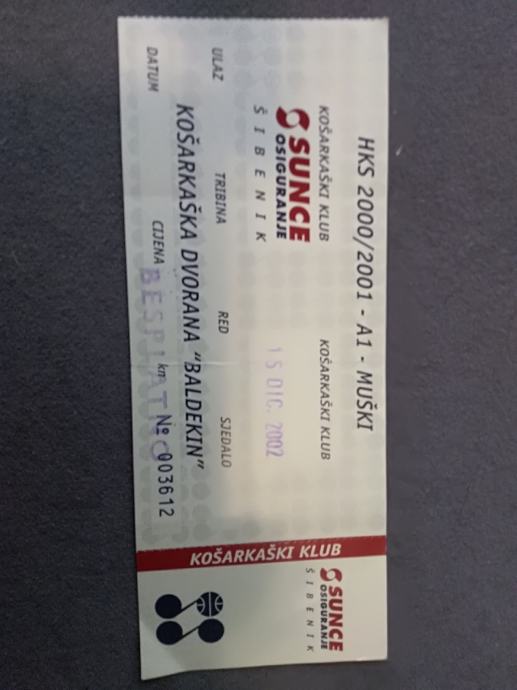 HKS 2000/2001 - A1 - MUŠKI
KOŠARKAŠKI KLUB
KOŠARKAŠKI KLUB
SUNCE
OSIGURANJE
ŠIBENIK
15 DIC. 2002
ULAZ
TRIBINA
RED
SJEDALO
KOŠARKAŠKA DVORANA "BALDEKIN"
DATUM
CIJENA
BESPLATNO
km
№ 003612
KOŠARKAŠKI KLUB
SUNCE
OSIGURANJE
ŠIBENIK